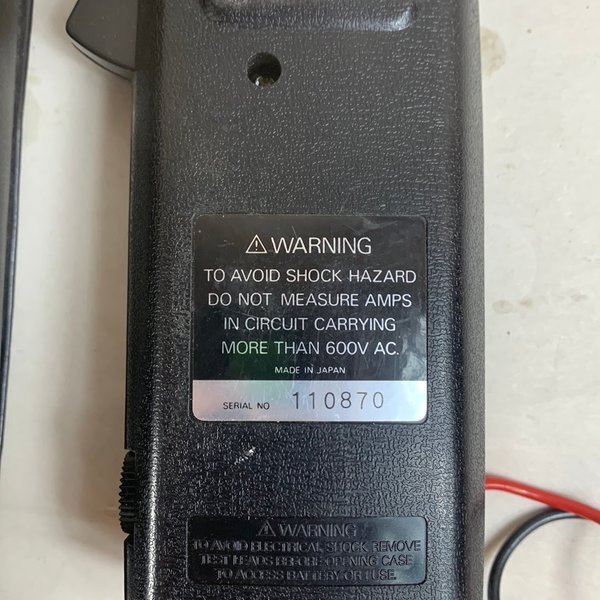 ⚠ WARNING
TO AVOID SHOCK HAZARD
DO NOT MEASURE AMPS
IN CIRCUIT CARRYING
MORE THAN 600V AC.
MADE IN JAPAN
SERIAL NO 110870
⚠ WARNING
TO AVOID ELECTRICAL SHOCK REMOVE
TEST LEADS BEFORE OPENING CASE
TO ACCESS BATTERY OR FUSE.